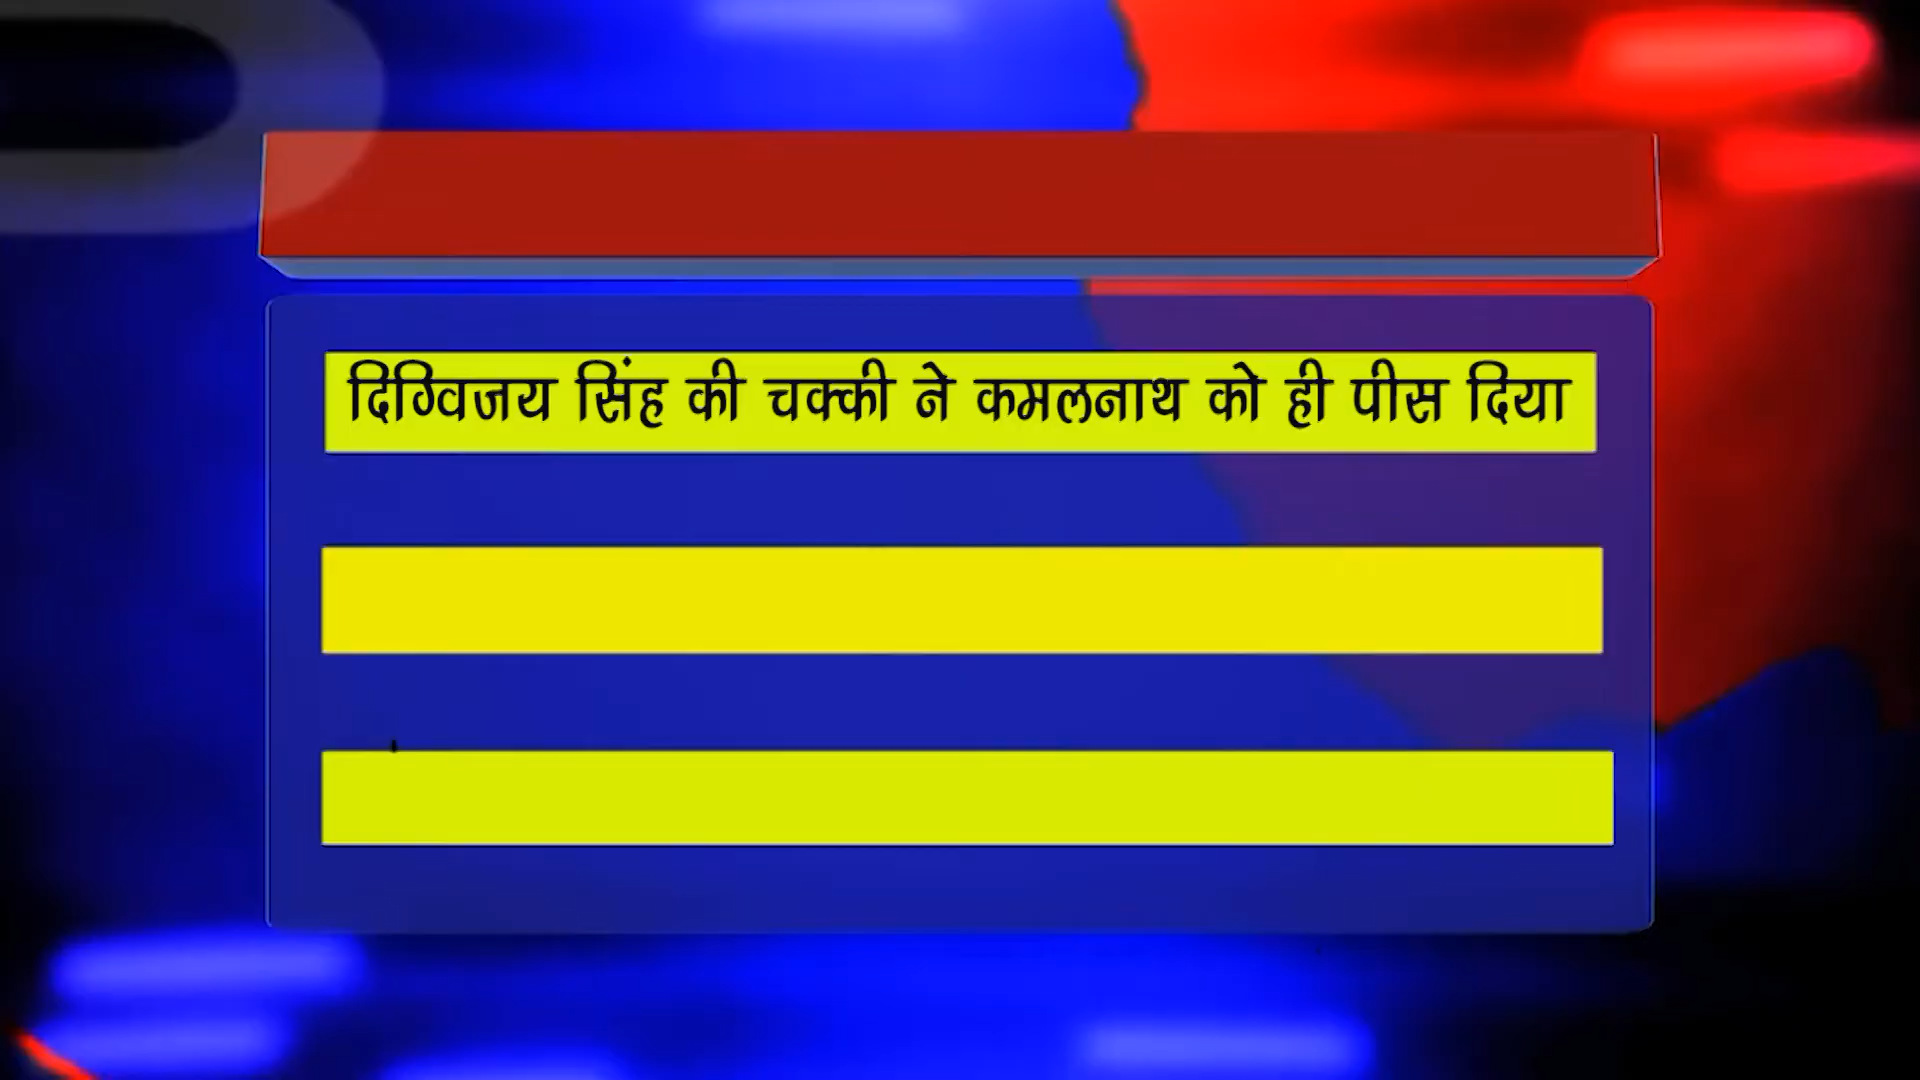 दिग्विजय सिंह की चक्की ने कमलनाथ को ही पीस दिया